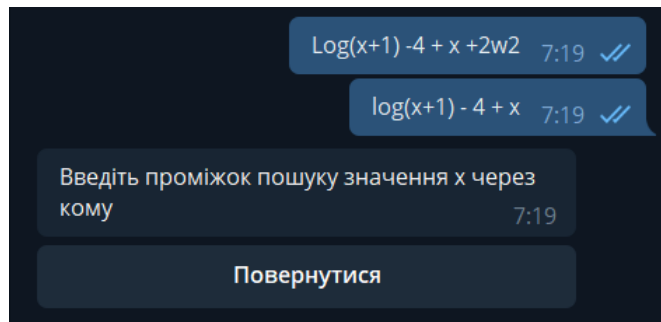 Log(x+1) -4 + x +2w2 7:19
log(x+1) - 4 + x 7:19
Введіть проміжок пошуку значення x через
кому 7:19
Повернутися